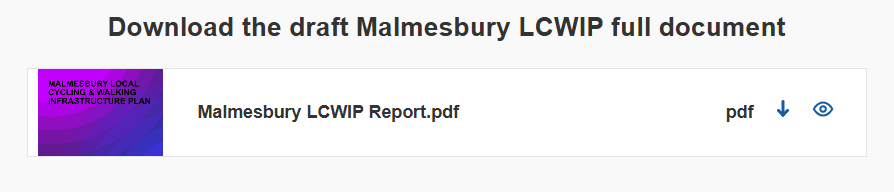 Download the draft Malmesbury LCWIP full document
MALMESBURY LOCAL
CYCLING & WALKING
INFRASTRUCTURE PLAN
Malmesbury LCWIP Report.pdf
pdf